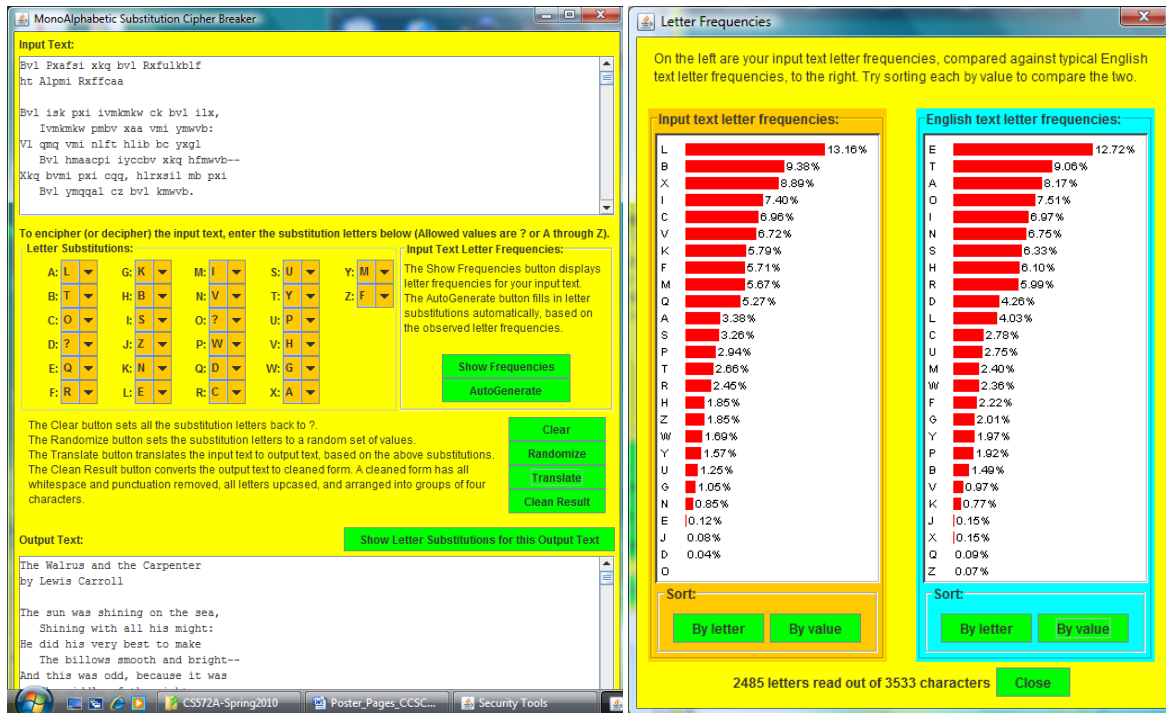 MonoAlphabetic Substitution Cipher Breaker
Input Text:
Bvl Pxafsi xkq bvl Rxfulkblf
ht Alpmi Rxffcaa
Bvl isk pxi ivmkmkw ck bvl ilx,
Ivmkmkw pmbv xaa vmi ymwvb:
Vl qmq vmi nlft hlib bc yxgl
Bvl hmaacpi iyccbv xkq hfmwvb--
Xkq bvmi pxi cqq, hlrxsil mb pxi
Bvl ymqqal cz bvl kmwvb.
To encipher (or decipher) the input text, enter the substitution letters below (Allowed values are ? or A through Z).
Letter Substitutions:
A: L G: K M: I S: U Y: M
B: T H: B N: V T: Y Z: F
C: O I: S O: ? U: P
D: ? J: Z P: W V: H
E: Q K: N Q: D W: G
F: R L: E R: C X: A
Input Text Letter Frequencies:
The Show Frequencies button displays
letter frequencies for your input text.
The AutoGenerate button fills in letter
substitutions automatically, based on
the observed letter frequencies.
Show Frequencies
AutoGenerate
The Clear button sets all the substitution letters back to ?.
The Randomize button sets the substitution letters to a random set of values.
The Translate button translates the input text to output text, based on the above substitutions.
The Clean Result button converts the output text to cleaned form. A cleaned form has all
whitespace and punctuation removed, all letters upcased, and arranged into groups of four
characters.
Clear
Randomize
Translate
Clean Result
Output Text:
Show Letter Substitutions for this Output Text
The Walrus and the Carpenter
by Lewis Carroll
The sun was shining on the sea,
Shining with all his might:
He did his very best to make
The billows smooth and bright--
And this was odd, because it was
CS572A-Spring2010
Poster_Pages_CCSC...
Security Tools
Letter Frequencies
On the left are your input text letter frequencies, compared against typical English
text letter frequencies, to the right. Try sorting each by value to compare the two.
Input text letter frequencies:
L 13.16%
B 9.38%
X 8.89%
I 7.40%
C 6.96%
V 6.72%
K 5.79%
F 5.71%
M 5.67%
Q 5.27%
A 3.38%
S 3.26%
P 2.94%
T 2.66%
R 2.45%
H 1.85%
Z 1.85%
W 1.69%
Y 1.57%
U 1.25%
G 1.05%
N 0.85%
E 0.12%
J 0.08%
D 0.04%
O
Sort:
By letter
By value
English text letter frequencies:
E 12.72%
T 9.06%
A 8.17%
O 7.51%
I 6.97%
N 6.75%
S 6.33%
H 6.10%
R 5.99%
D 4.26%
L 4.03%
C 2.78%
U 2.75%
M 2.40%
W 2.36%
F 2.22%
G 2.01%
Y 1.97%
P 1.92%
B 1.49%
V 0.97%
K 0.77%
J 0.15%
X 0.15%
Q 0.09%
Z 0.07%
Sort:
By letter
By value
2485 letters read out of 3533 characters
Close